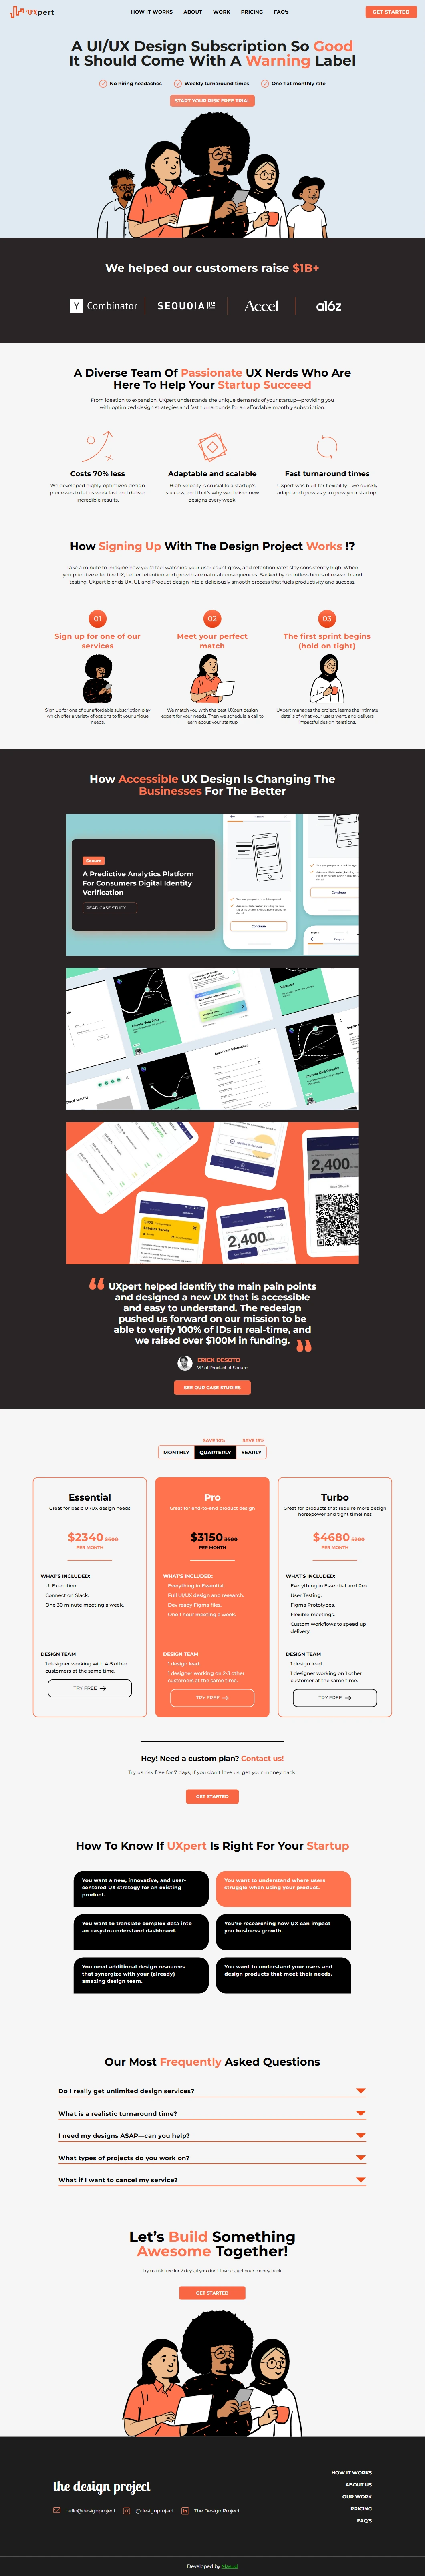 UXpert
HOW IT WORKS
ABOUT
WORK
PRICING
FAQ's
GET STARTED
A UI/UX Design Subscription So Good
It Should Come With A Warning Label
No hiring headaches
Weekly turnaround times
One flat monthly rate
START YOUR RISK FREE TRIAL
We helped our customers raise $1B+
Y Combinator
SEQUOIA
Accel
a16z
A Diverse Team Of Passionate UX Nerds Who Are
Here To Help Your Startup Succeed
From ideation to expansion, UXpert understands the unique demands of your startup—providing you
with optimized design strategies and fast turnarounds for an affordable monthly subscription.
Costs 70% less
We developed highly-optimized design
processes to let us work fast and deliver
incredible results.
Adaptable and scalable
High-velocity is crucial to a startup's
success, and that's why we deliver new
designs every week.
Fast turnaround times
UXpert was built for flexibility—we quickly
adapt and grow as you grow your startup.
How Signing Up With The Design Project Works !?
Take a minute to imagine how you'd feel watching your user count grow, and retention rates stay consistently high. When
you prioritize effective UX, better retention and growth are natural consequences. Backed by countless hours of research and
testing, UXpert blends UX, UI, and Product design into a deliciously smooth process that fuels productivity and success.
01
Sign up for one of our
services
Sign up for one of our affordable subscription play
which offer a variety of options to fit your unique
needs.
02
Meet your perfect
match
We match you with the best UXpert design
expert for your needs. Then we schedule a call to
learn about your startup.
03
The first sprint begins
(hold on tight)
UXpert manages the project, learns the intimate
details of what your users want, and delivers
impactful design iterations.
How Accessible UX Design Is Changing The
Businesses For The Better
Socure
A Predictive Analytics Platform
For Consumers Digital Identity
Verification
READ CASE STUDY
Continue
Continue
Choose Your Path
Welcome
Enter Your Information
Cloud Security
2,400
2,400
“ UXpert helped identify the main pain points
and designed a new UX that is accessible
and easy to understand. The redesign
pushed us forward on our mission to be
able to verify 100% of IDs in real-time, and
we raised over $100M in funding. ”
ERICK DESOTO
VP of Product at Socure
SEE OUR CASE STUDIES
SAVE 10%
SAVE 15%
MONTHLY
QUARTERLY
YEARLY
Essential
Great for basic UI/UX design needs
$2340 2600
PER MONTH
WHAT'S INCLUDED:
UI Execution.
Connect on Slack.
One 30 minute meeting a week.
DESIGN TEAM
1 designer working with 4-5 other
customers at the same time.
TRY FREE →
Pro
Great for end-to-end product design
$3150 3500
PER MONTH
WHAT'S INCLUDED:
Everything in Essential.
Full UI/UX design and research.
Dev ready Figma files.
One 1 hour meeting a week.
DESIGN TEAM
1 design lead.
1 designer working on 2-3 other
customers at the same time.
TRY FREE →
Turbo
Great for products that require more design
horsepower and tight timelines
$4680 5200
PER MONTH
WHAT'S INCLUDED:
Everything in Essential and Pro.
User Testing.
Figma Prototypes.
Flexible meetings.
Custom workflows to speed up
delivery.
DESIGN TEAM
1 design lead.
1 designer working on 1 other
customer at the same time.
TRY FREE →
Hey! Need a custom plan? Contact us!
Try us risk free for 7 days, if you don't love us, get your money back.
GET STARTED
How To Know If UXpert Is Right For Your Startup
You want a new, innovative, and user-
centered UX strategy for an existing
product.
You want to understand where users
struggle when using your product.
You want to translate complex data into
an easy-to-understand dashboard.
You're researching how UX can impact
you business growth.
You need additional design resources
that synergize with your (already)
amazing design team.
You want to understand your users and
design products that meet their needs.
Our Most Frequently Asked Questions
Do I really get unlimited design services?
What is a realistic turnaround time?
I need my designs ASAP—can you help?
What types of projects do you work on?
What if I want to cancel my service?
Let's Build Something
Awesome Together!
Try us risk free for 7 days, if you don't love us, get your money back.
GET STARTED
the design project
hello@designproject
@designproject
The Design Project
HOW IT WORKS
ABOUT US
OUR WORK
PRICING
FAQ'S
Developed by Masud